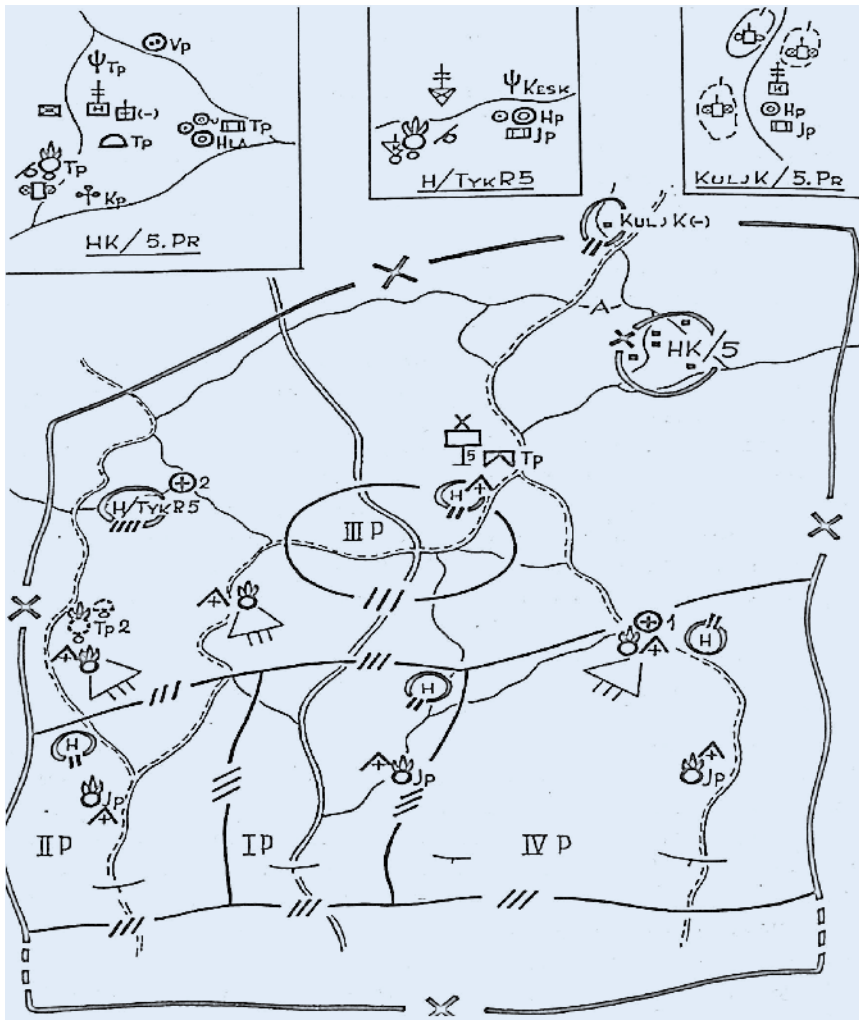 Vp
Tp
(-)
Tp
Tp
HLA
Tp
Kp
HK/5.PR
KESK
Hp
Jp
H/TYKR5
Hp
Jp
KULJK/5.PR
KULJK(-)
A
HK/5
5
Tp
2
H/TYKR5
H
III P
Tp 2
1
H
H
H
Jp
Jp
Jp
II P
I P
IV P